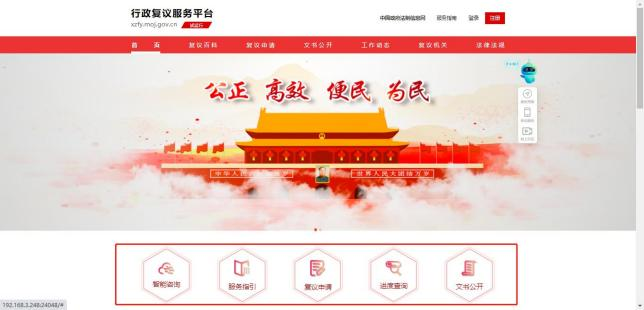 行政复议服务平台
xzfy.moj.gov.cn 试运行
中国政府法制信息网 服务指南 登录 注册
首 页 复议百科 复议申请 文书公开 工作动态 复议机关 法律法规
公正 高效 便民 为民
中华人民共和国万岁 世界人民大团结万岁
智能咨询 服务指引 复议申请 进度查询 文书公开
192.168.3.248:24048/#